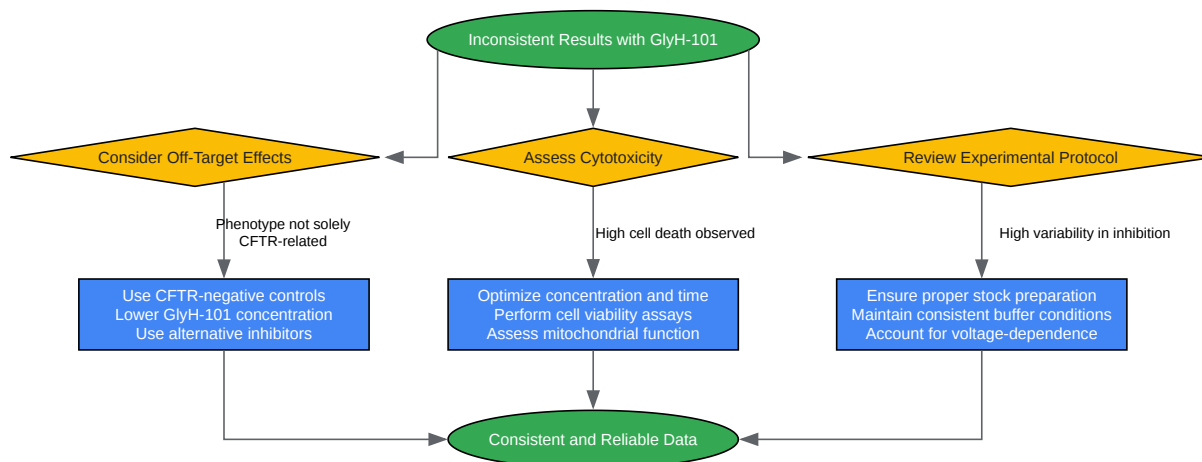 Inconsistent Results with GlyH-101
Consider Off-Target Effects
Assess Cytotoxicity
Review Experimental Protocol
Phenotype not solely
CFTR-related
High cell death observed
High variability in inhibition
Use CFTR-negative controls
Lower GlyH-101 concentration
Use alternative inhibitors
Optimize concentration and time
Perform cell viability assays
Assess mitochondrial function
Ensure proper stock preparation
Maintain consistent buffer conditions
Account for voltage-dependence
Consistent and Reliable Data